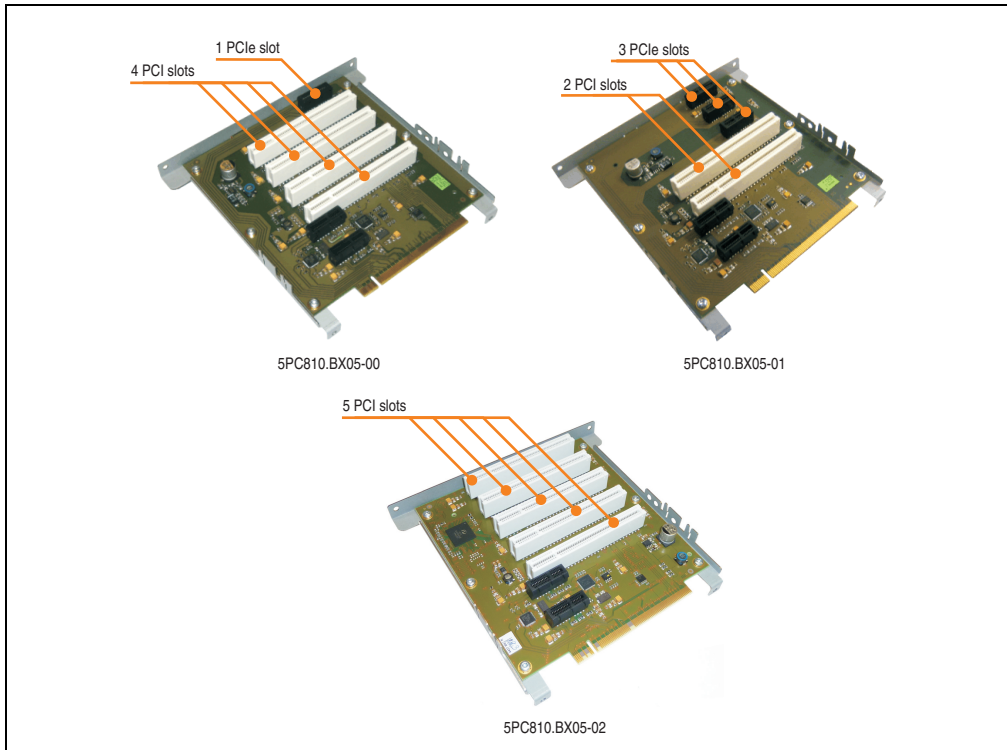 1 PCIe slot
4 PCI slots
3 PCIe slots
2 PCI slots
5PC810.BX05-00
5PC810.BX05-01
5 PCI slots
5PC810.BX05-02